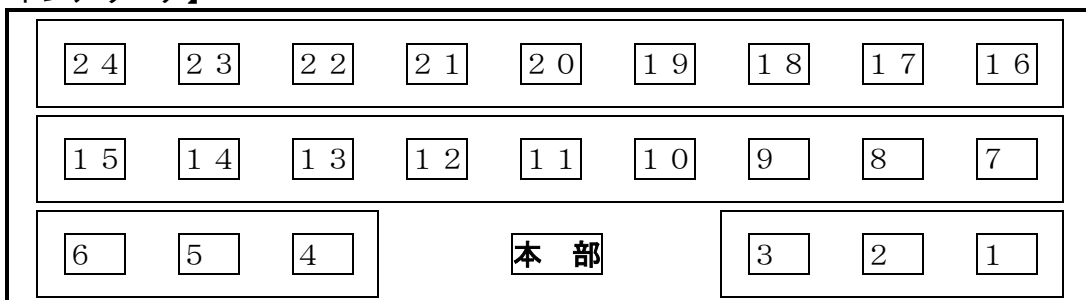 ２４ ２３ ２２ ２１ ２０ １９ １８ １７ １６
１５ １４ １３ １２ １１ １０ ９ ８ ７
６ ５ ４ 本　部 ３ ２ １